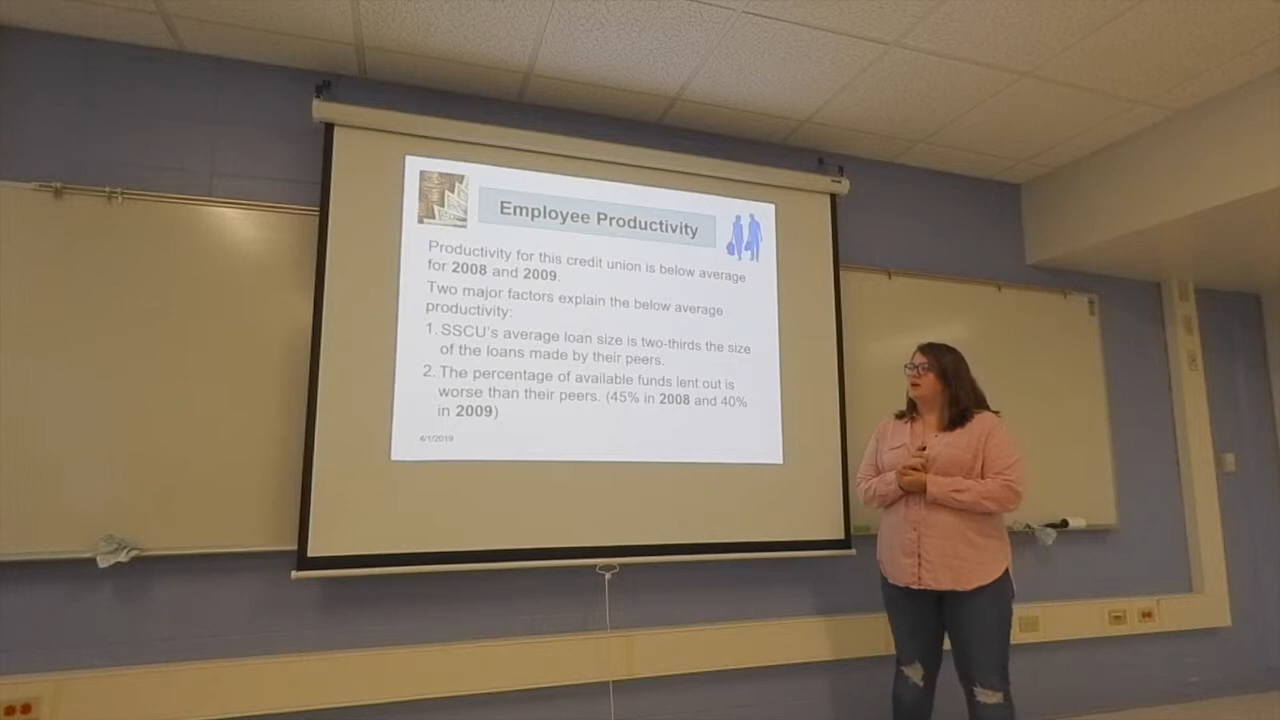 Employee Productivity
Productivity for this credit union is below average
for 2008 and 2009.
Two major factors explain the below average
productivity:
1. SSCU's average loan size is two-thirds the size
of the loans made by their peers.
2. The percentage of available funds lent out is
worse than their peers. (45% in 2008 and 40%
in 2009)
4/1/2019